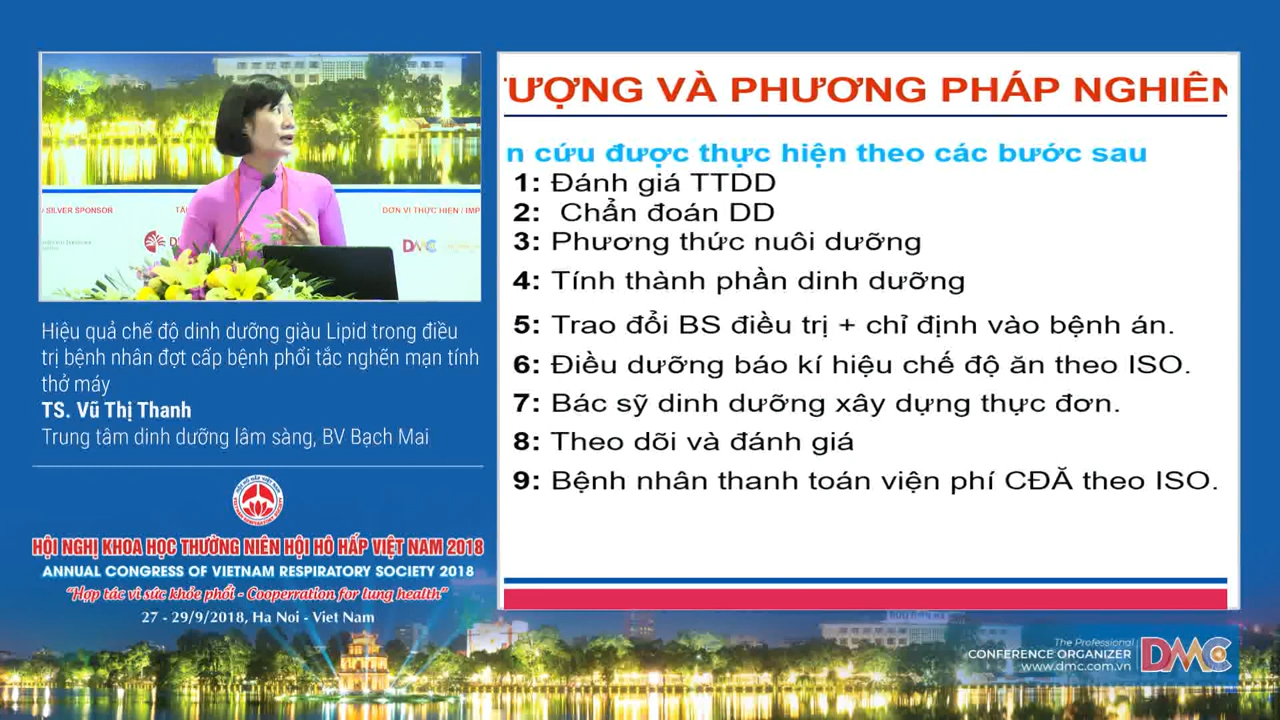 / SILVER SPONSOR
ĐƠN VỊ THỰC HIỆN / IMP
DMC
Hiệu quả chế độ dinh dưỡng giàu Lipid trong điều
trị bệnh nhân đợt cấp bệnh phổi tắc nghẽn mạn tính
thở máy
TS. Vũ Thị Thanh
Trung tâm dinh dưỡng lâm sàng, BV Bạch Mai
HỘI NGHỊ KHOA HỌC THƯỜNG NIÊN HỘI HÔ HẤP VIỆT NAM 2018
ANNUAL CONGRESS OF VIETNAM RESPIRATORY SOCIETY 2018
"Hợp tác vì sức khỏe phổi - Cooperration for lung health"
27 - 29/9/2018, Ha Noi - Viet Nam
TƯỢNG VÀ PHƯƠNG PHÁP NGHIÊN
n cứu được thực hiện theo các bước sau
1: Đánh giá TTDD
2: Chẩn đoán DD
3: Phương thức nuôi dưỡng
4: Tính thành phần dinh dưỡng
5: Trao đổi BS điều trị + chỉ định vào bệnh án.
6: Điều dưỡng báo kí hiệu chế độ ăn theo ISO.
7: Bác sỹ dinh dưỡng xây dựng thực đơn.
8: Theo dõi và đánh giá
9: Bệnh nhân thanh toán viện phí CĐĂ theo ISO.
The Professional
CONFERENCE ORGANIZER
www.dmc.com.vn
DMC